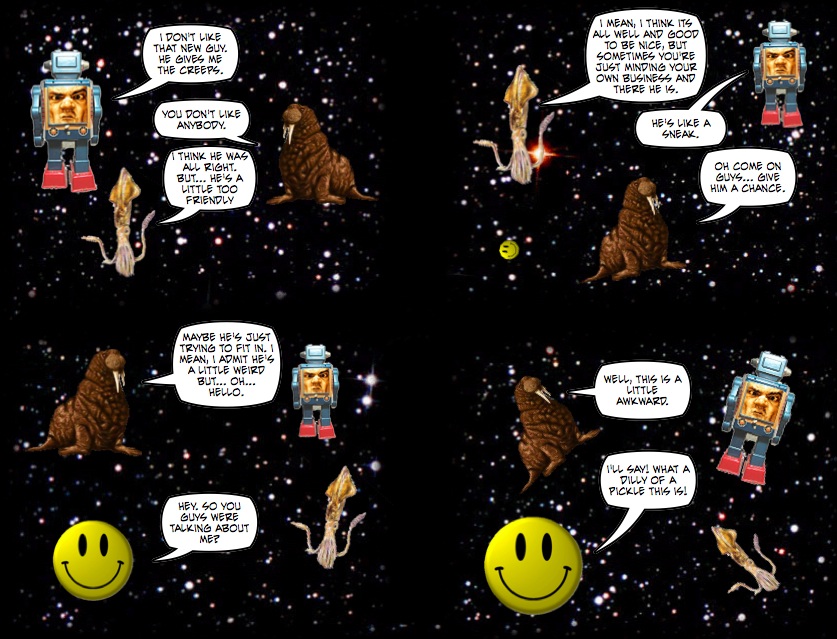 I DON'T LIKE
THAT NEW GUY.
HE GIVES ME
THE CREEPS.
YOU DON'T LIKE
ANYBODY.
I THINK HE WAS
ALL RIGHT.
BUT... HE'S A
LITTLE TOO
FRIENDLY
I MEAN, I THINK ITS
ALL WELL AND GOOD
TO BE NICE, BUT
SOMETIMES YOU'RE
JUST MINDING YOUR
OWN BUSINESS AND
THERE HE IS.
HE'S LIKE A
SNEAK.
OH COME ON
GUYS... GIVE
HIM A CHANCE.
MAYBE HE'S JUST
TRYING TO FIT IN. I
MEAN, I ADMIT HE'S
A LITTLE WEIRD
BUT... OH...
HELLO.
HEY. SO YOU
GUYS WERE
TALKING ABOUT
ME?
WELL, THIS IS A
LITTLE
AWKWARD.
I'LL SAY! WHAT A
DILLY OF A
PICKLE THIS IS!